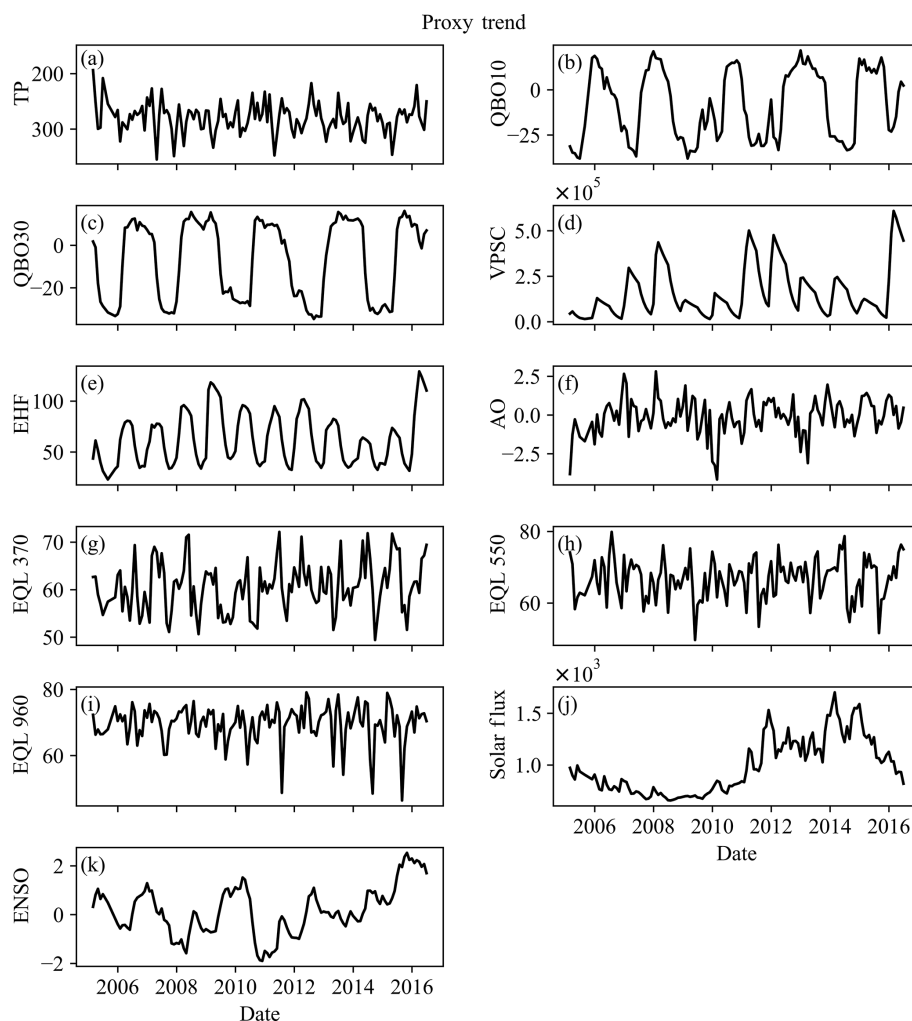 Proxy trend
(a)
TP
200
300
(b)
QBO10
0
−25
(c)
QBO30
0
−20
×10⁵
(d)
VPSC
5.0
2.5
0.0
(e)
EHF
100
50
(f)
AO
2.5
0.0
−2.5
(g)
EQL 370
70
60
50
(h)
EQL 550
80
60
(i)
EQL 960
80
60
×10³
(j)
Solar flux
1.5
1.0
2006 2008 2010 2012 2014 2016
Date
(k)
ENSO
2
0
−2
2006 2008 2010 2012 2014 2016
Date